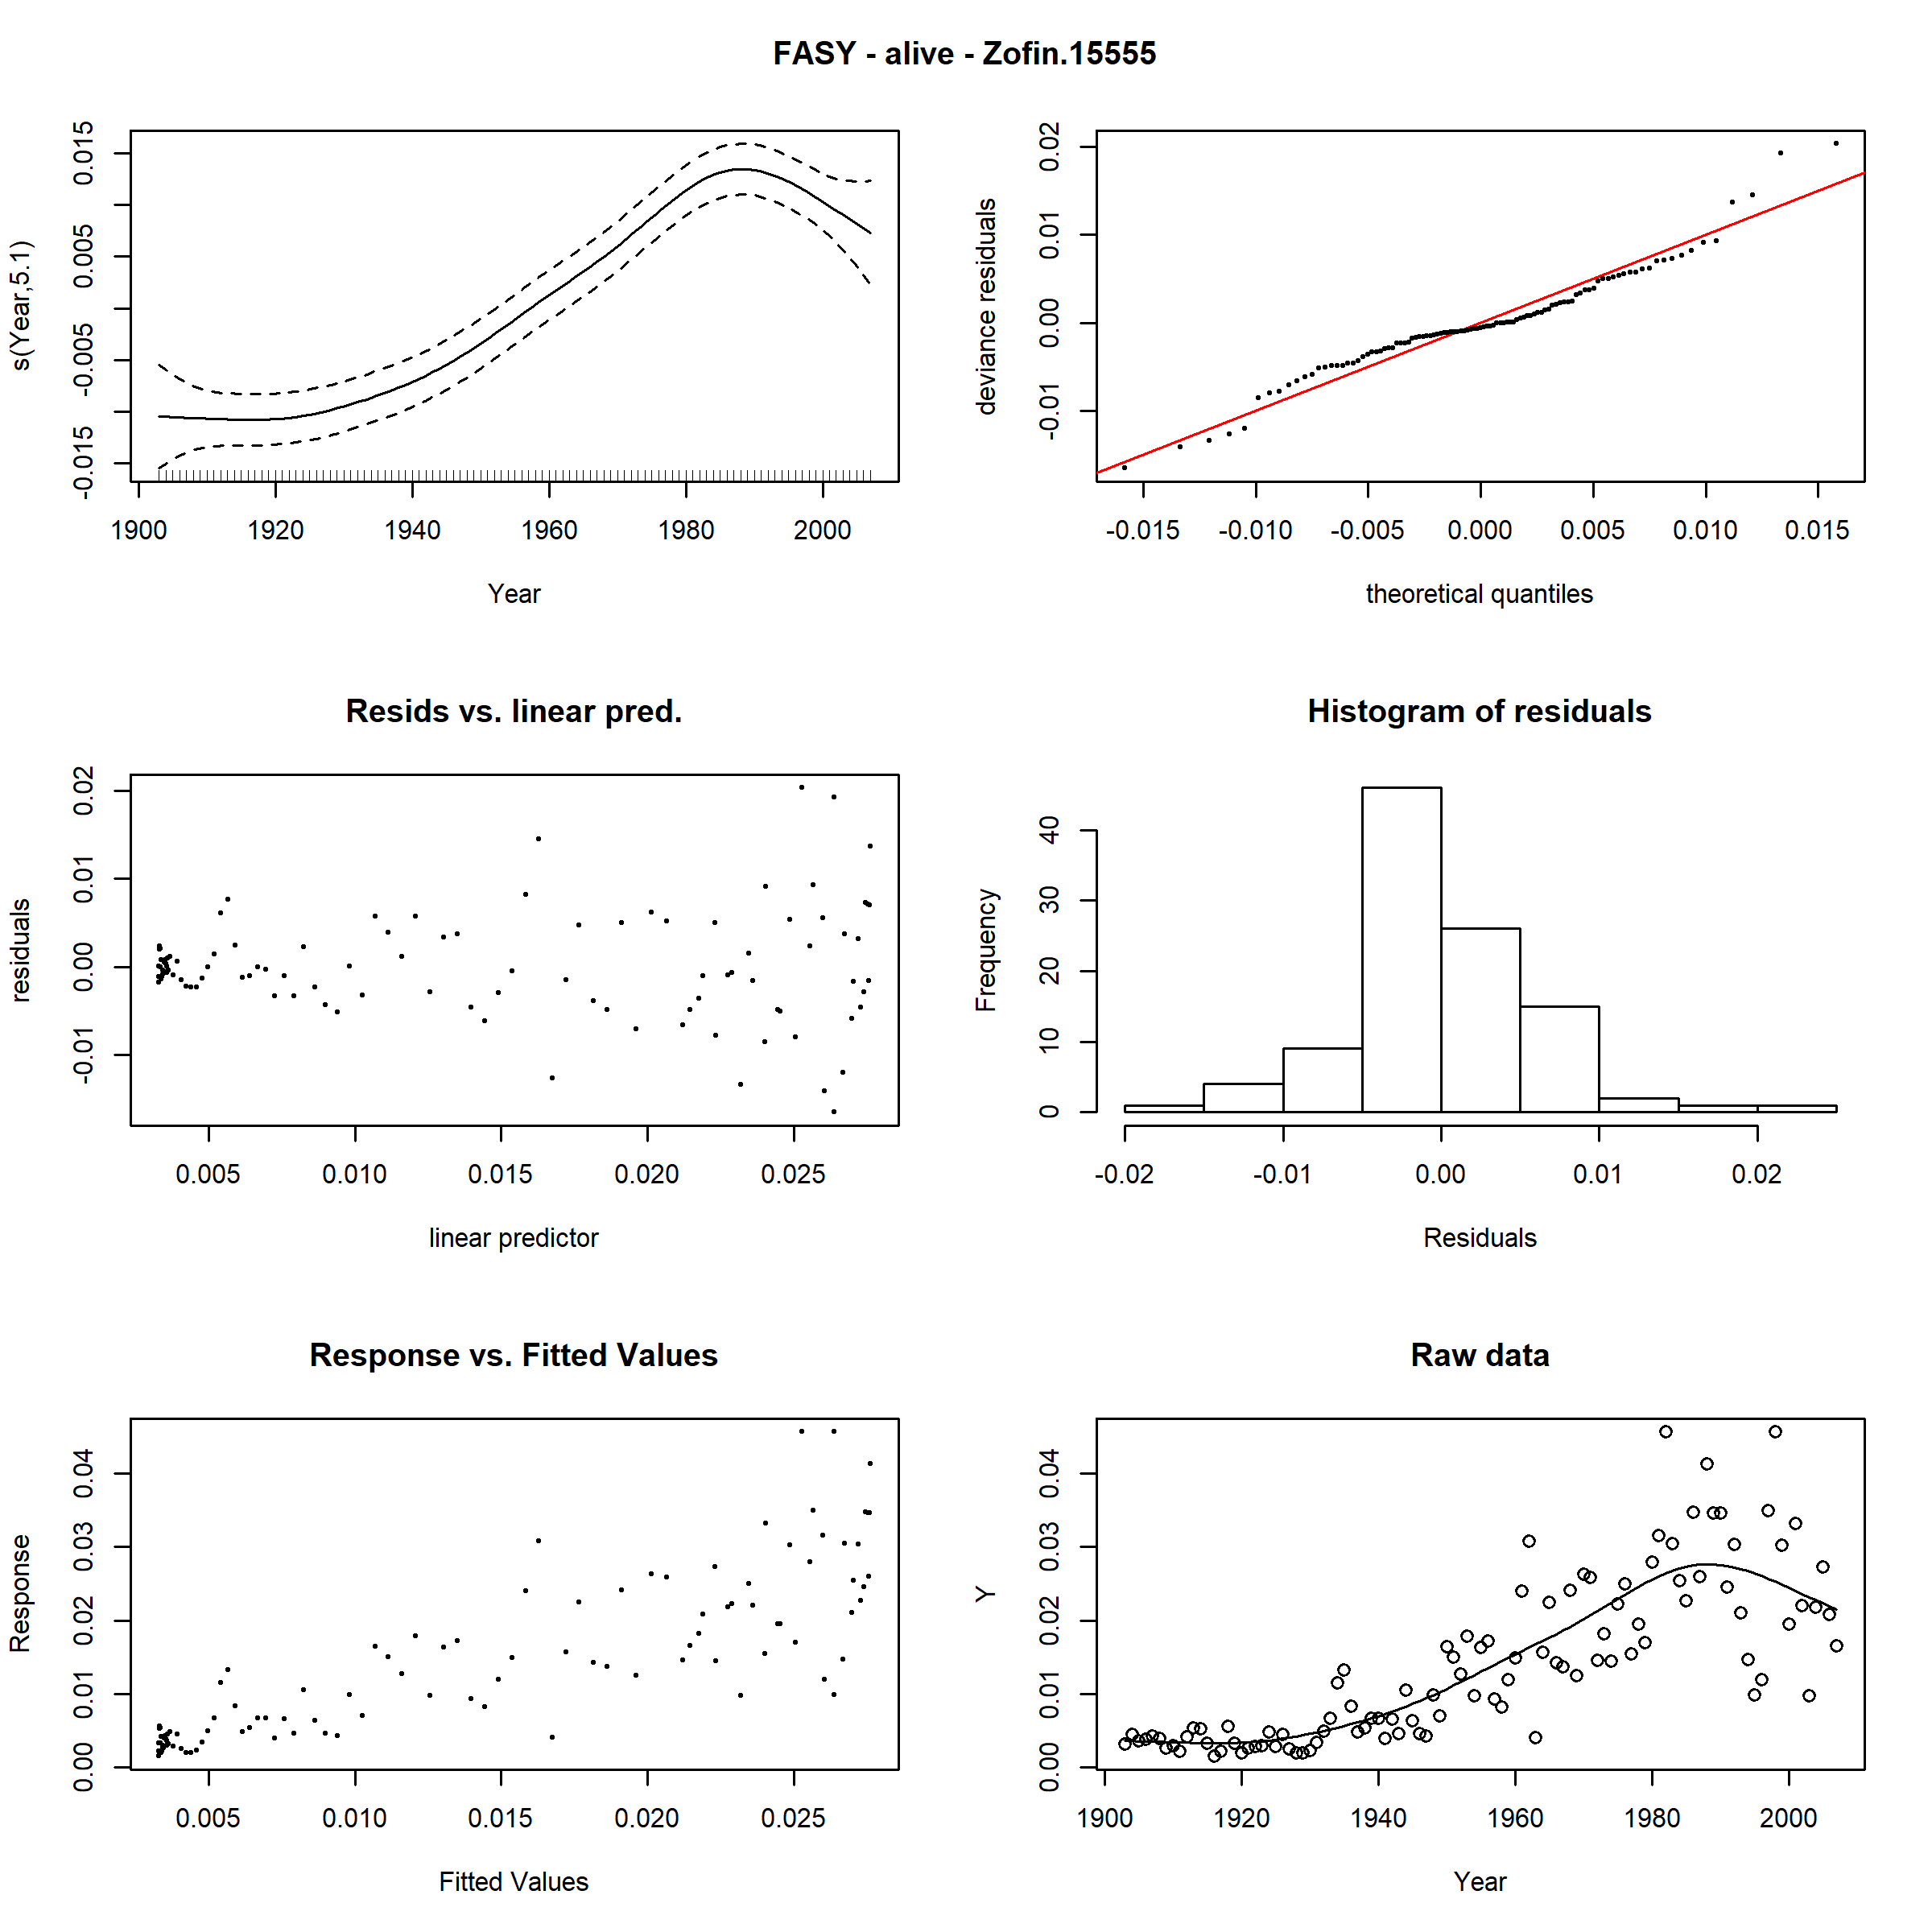 FASY - alive - Zofin.15555
s(Year,5.1)
-0.015 -0.005 0.005 0.015
1900 1920 1940 1960 1980 2000
Year
deviance residuals
-0.01 0.00 0.01 0.02
-0.015 -0.010 -0.005 0.000 0.005 0.010 0.015
theoretical quantiles
Resids vs. linear pred.
residuals
-0.01 0.00 0.01 0.02
0.005 0.010 0.015 0.020 0.025
linear predictor
Histogram of residuals
Frequency
0 10 20 30 40
-0.02 -0.01 0.00 0.01 0.02
Residuals
Response vs. Fitted Values
Response
0.00 0.01 0.02 0.03 0.04
0.005 0.010 0.015 0.020 0.025
Fitted Values
Raw data
Y
0.00 0.01 0.02 0.03 0.04
1900 1920 1940 1960 1980 2000
Year